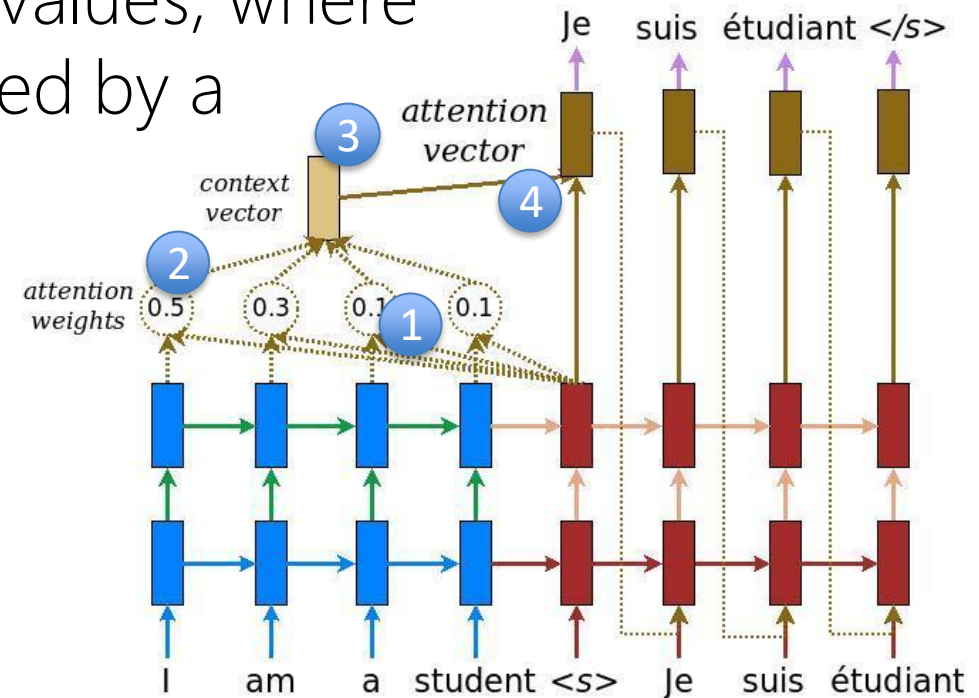 values, where
ed by a
Je suis étudiant </s>
attention
vector
3
context
vector
4
2
attention
weights
0.5 0.3 0.1 0.1
1
I am a student <s> Je suis étudiant